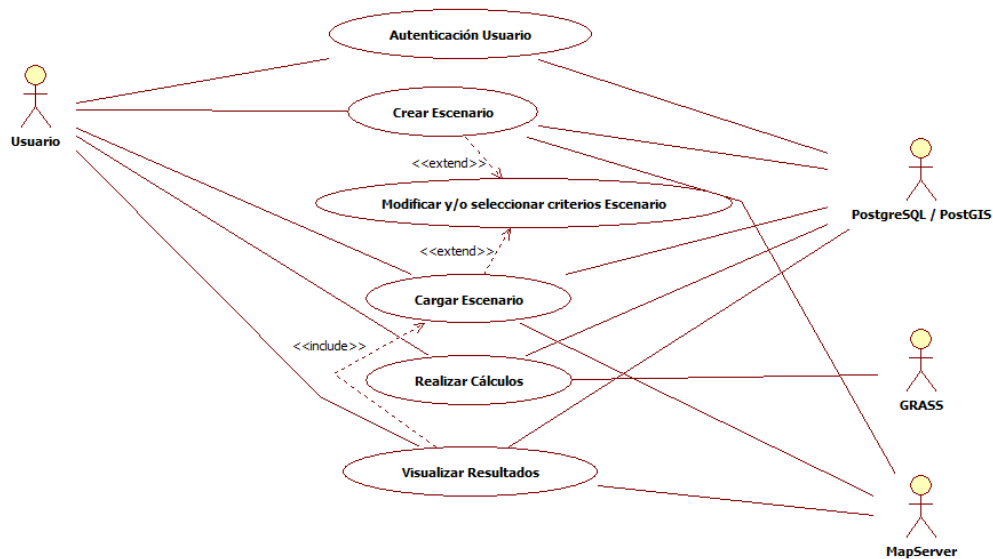 Autenticación Usuario
Crear Escenario
Usuario
<<extend>>
Modificar y/o seleccionar criterios Escenario
PostgreSQL / PostGIS
<<extend>>
Cargar Escenario
<<include>>
Realizar Cálculos
GRASS
Visualizar Resultados
MapServer